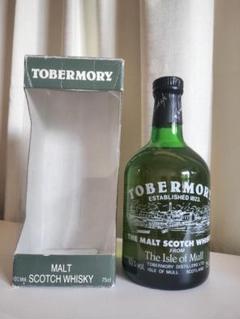 TOBERMORY
MALT
SCOTCH WHISKY
75cl
TOBERMORY
ESTABLISHED 1823
THE MALT SCOTCH WHISKY
FROM
The Isle of Mull
TOBERMORY DISTILLERS LTD
ISLE OF MULL SCOTLAND